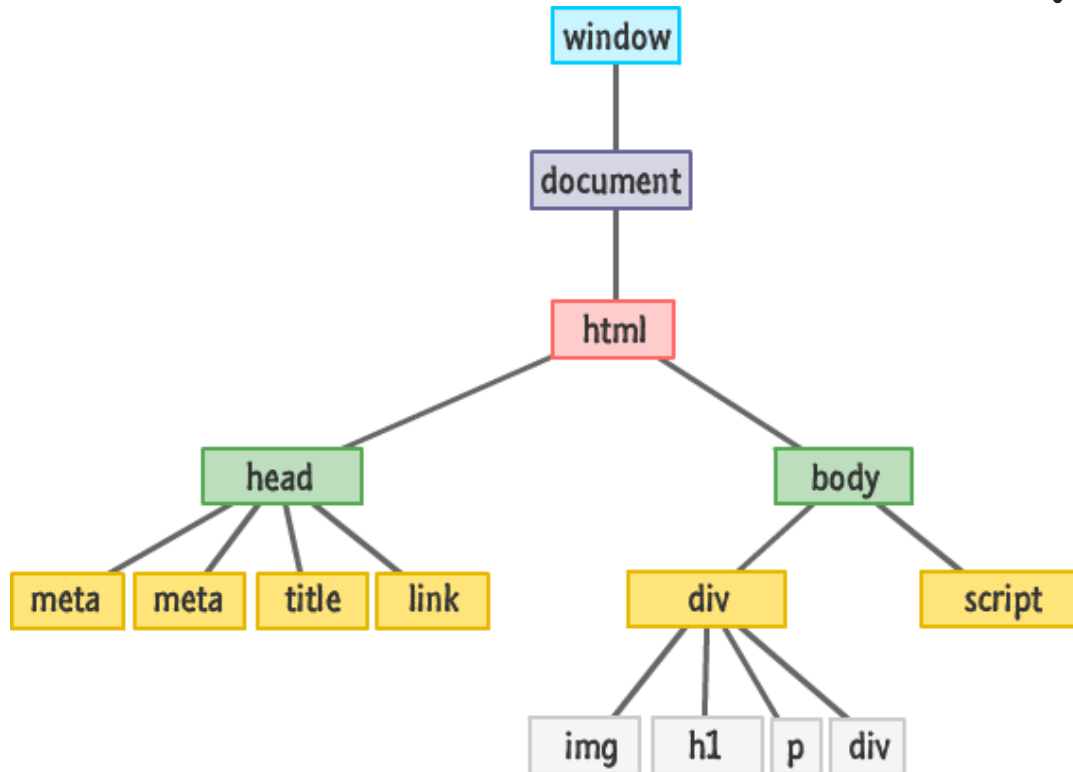 window
document
html
head body
meta meta title link div script
img h1 p div